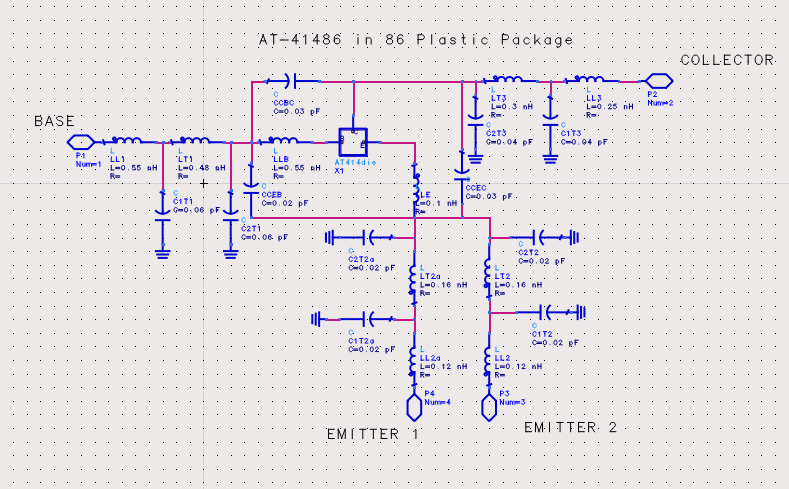 AT-41486 in 86 Plastic Package
COLLECTOR
BASE
C
CCBC
C=0.03 pF
L
LT3
L=0.3 nH
R=
L
LL3
L=0.25 nH
R=
P2
Num=2
P1
Num=1
L
LL1
L=0.55 nH
R=
L
LT1
L=0.48 nH
R=
L
LLB
L=0.55 nH
R=
AT414die
X1
C
C2T3
C=0.04 pF
C
C1T3
C=0.04 pF
C
C1T1
C=0.06 pF
C
C2T1
C=0.06 pF
C
CCEB
C=0.02 pF
L
LE
L=0.1 nH
R=
C
CCEC
C=0.03 pF
C
C2T2a
C=0.02 pF
C
C2T2
C=0.02 pF
L
LT2a
L=0.16 nH
R=
L
LT2
L=0.16 nH
R=
C
C1T2a
C=0.02 pF
C
C1T2
C=0.02 pF
L
LL2a
L=0.12 nH
R=
L
LL2
L=0.12 nH
R=
P4
Num=4
P3
Num=3
EMITTER 1
EMITTER 2